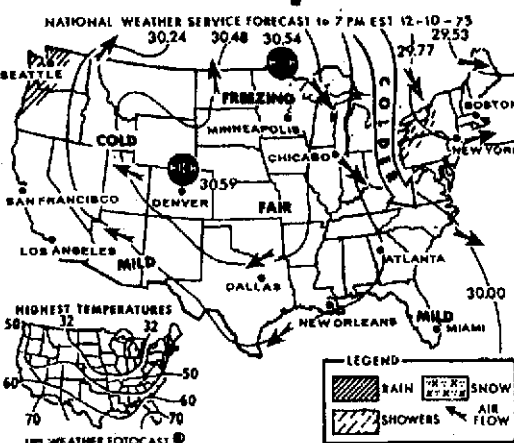 NATIONAL WEATHER SERVICE FORECAST to 7 PM EST 12-10-75
30.24 30.48 30.54 29.77 29.53
SEATTLE
COLDER
BOSTON
FREEZING
MINNEAPOLIS
NEW YORK
COLD
CHICAGO
H
30.59
SAN FRANCISCO
DENVER
FAIR
LOS ANGELES
MILD
ATLANTA
DALLAS
30.00
NEW ORLEANS
MILD
MIAMI
HIGHEST TEMPERATURES
50 32 32
50
60 60
70 70
UPI WEATHER FOTOCAST ®
LEGEND
RAIN SNOW
SHOWERS AIR FLOW